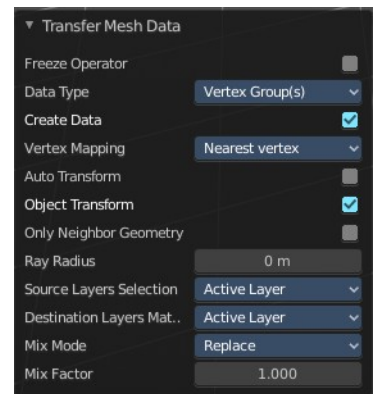 Transfer Mesh Data
Freeze Operator
Data Type Vertex Group(s)
Create Data
Vertex Mapping Nearest vertex
Auto Transform
Object Transform
Only Neighbor Geometry
Ray Radius 0 m
Source Layers Selection Active Layer
Destination Layers Mat.. Active Layer
Mix Mode Replace
Mix Factor 1.000